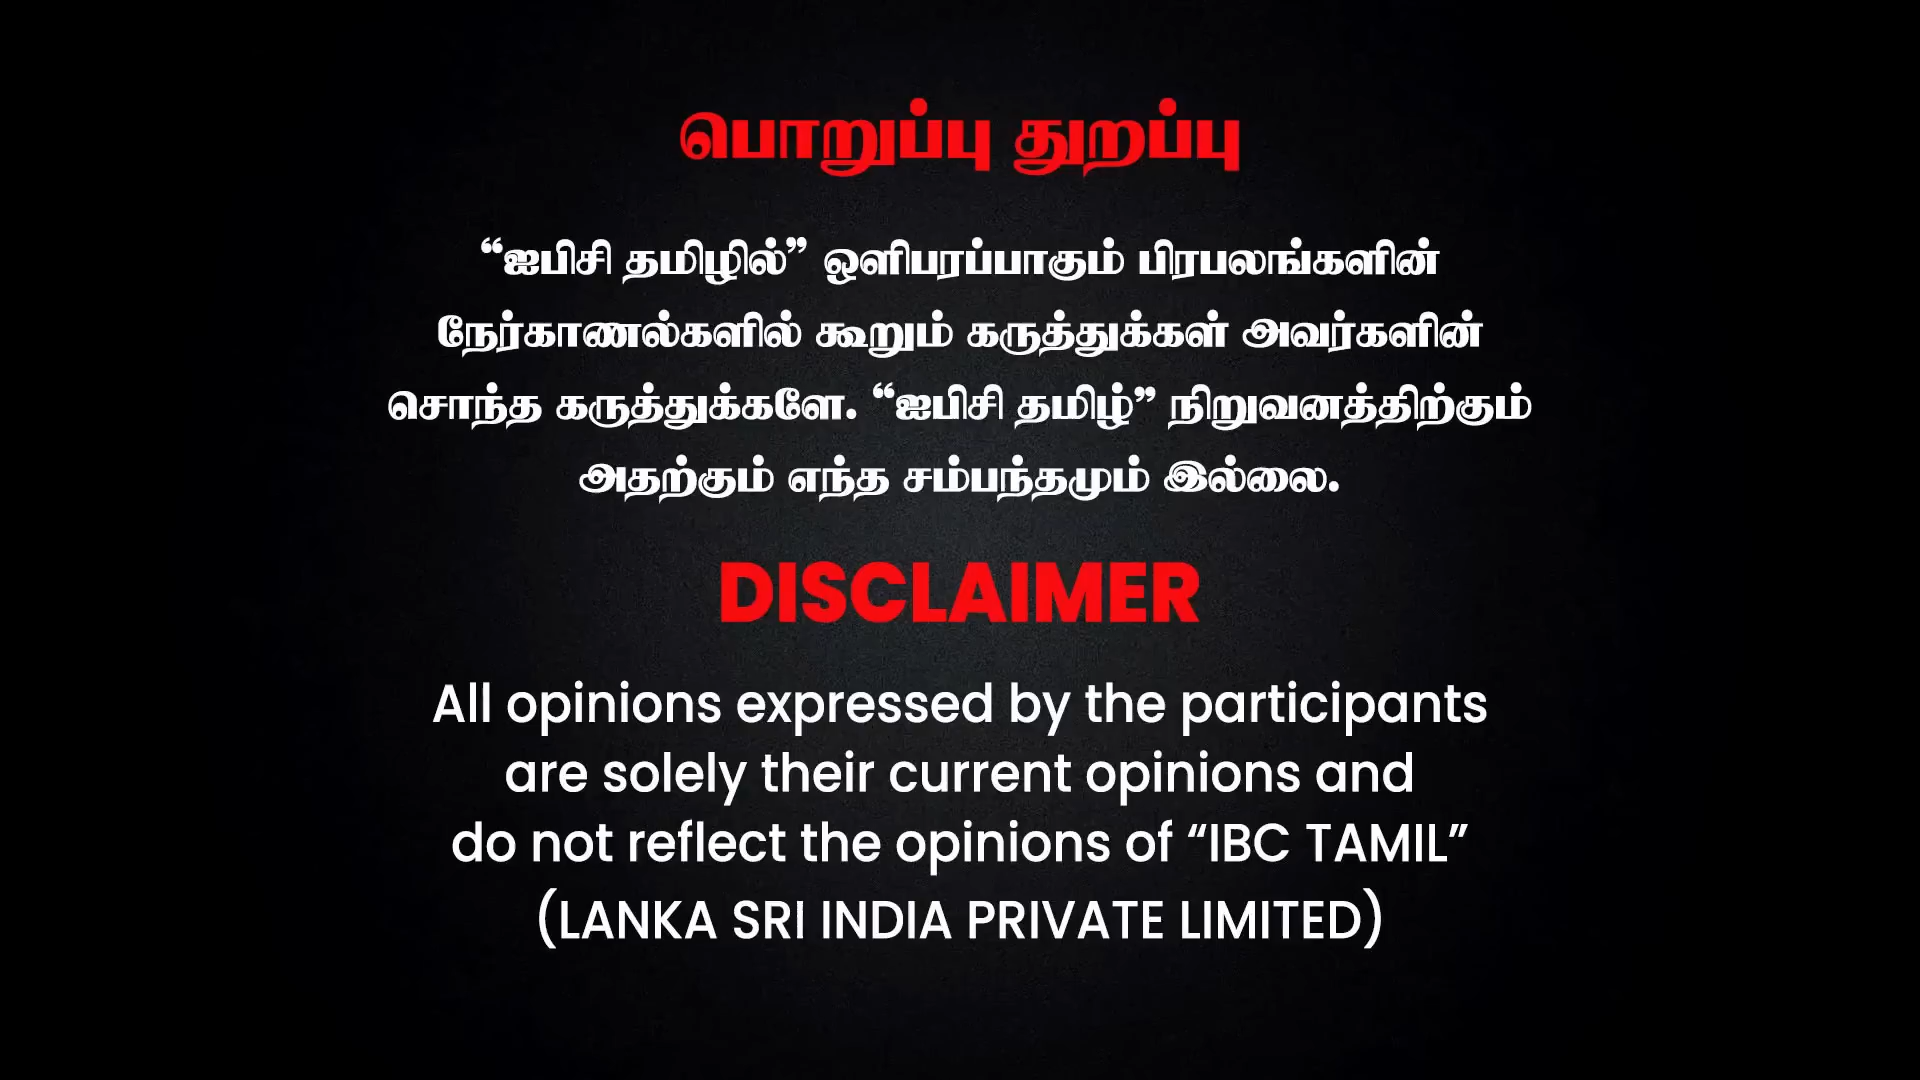 பொறுப்பு துறப்பு
“ஐபிசி தமிழில்” ஒளிபரப்பாகும் பிரபலங்களின்
நேர்காணல்களில் கூறும் கருத்துக்கள் அவர்களின்
சொந்த கருத்துக்களே. “ஐபிசி தமிழ்” நிறுவனத்திற்கும்
அதற்கும் எந்த சம்பந்தமும் இல்லை.
DISCLAIMER
All opinions expressed by the participants
are solely their current opinions and
do not reflect the opinions of “IBC TAMIL”
(LANKA SRI INDIA PRIVATE LIMITED)